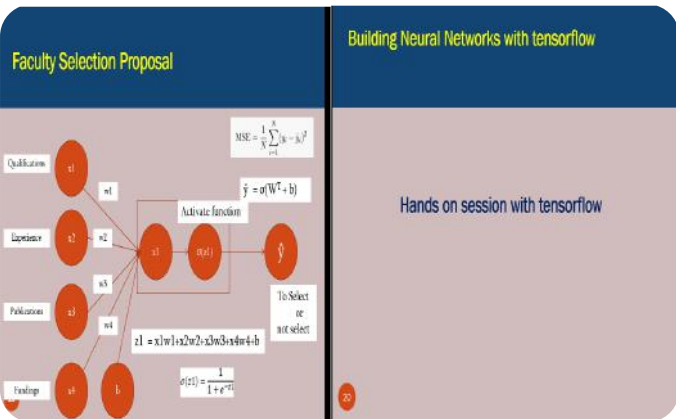 Faculty Selection Proposal
MSE = 1/N ∑ i=1 N (yi − ŷi)²
Qualifications
x1
w1
ŷ = σ(Wᵀ + b)
Activate function
Experience
x2
w2
z1
σ(z1)
ŷ
w3
Publications
x3
w4
To Select
or
not select
z1 = x1w1+x2w2+x3w3+x4w4+b
Fundings
x4
b
σ(z1) = 1 / 1 + e^−z1
Building Neural Networks with tensorflow
Hands on session with tensorflow
20